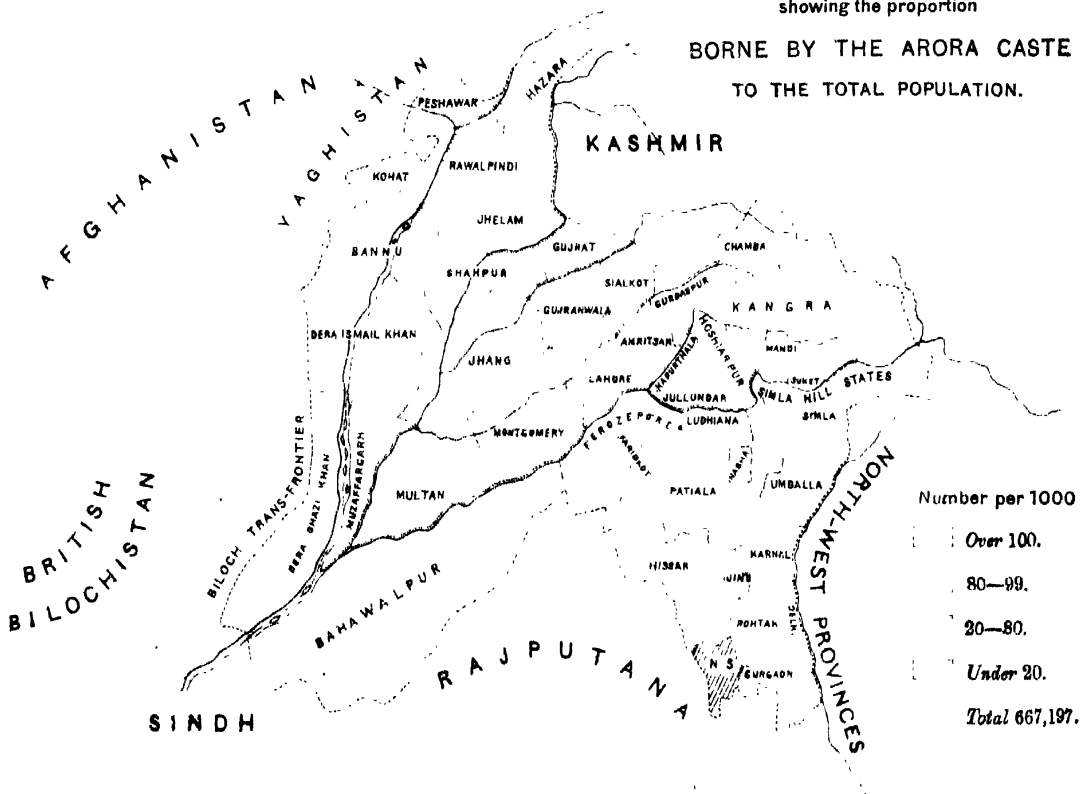 showing the proportion
BORNE BY THE ARORA CASTE
TO THE TOTAL POPULATION.
AFGHANISTAN
YAGHISTAN
PESHAWAR
HAZARA
KASHMIR
KOHAT
RAWALPINDI
JHELAM
BANNU
GUJRAT
CHAMBA
SHAHPUR
SIALKOT
GURDASPUR
KANGRA
GUJRANWALA
DERA ISMAIL KHAN
AMRITSAR
KAPURTHALA
HOSHIARPUR
MANDI
JHANG
LAHORE
JULLUNDAR
SUKET
SIMLA HILL STATES
SIMLA
MONTGOMERY
FEROZEPORE
LUDHIANA
FARIDKOT
NABHA
BILOCH TRANS-FRONTIER
DERA GHAZI KHAN
MUZAFFARGARH
MULTAN
PATIALA
UMBALLA
NORTH-WEST PROVINCES
BRITISH
BILOCHISTAN
Number per 1000
Over 100.
80—99.
20—80.
Under 20.
Total 667,197.
KARNAL
HISSAR
JIND
BAHAWALPUR
ROHTAK
DELHI
RAJPUTANA
N S
GURGAON
SINDH